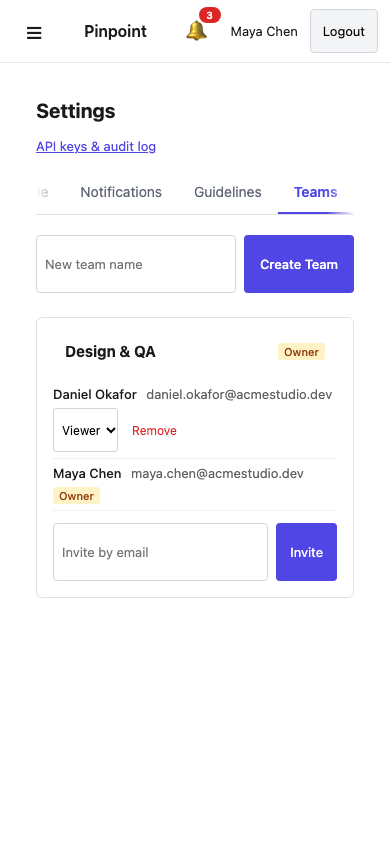 Pinpoint
3
Maya Chen
Logout
Settings
API keys & audit log
Notifications
Guidelines
Teams
New team name
Create Team
Design & QA
Owner
Daniel Okafor daniel.okafor@acmestudio.dev
Viewer
Remove
Maya Chen maya.chen@acmestudio.dev
Owner
Invite by email
Invite